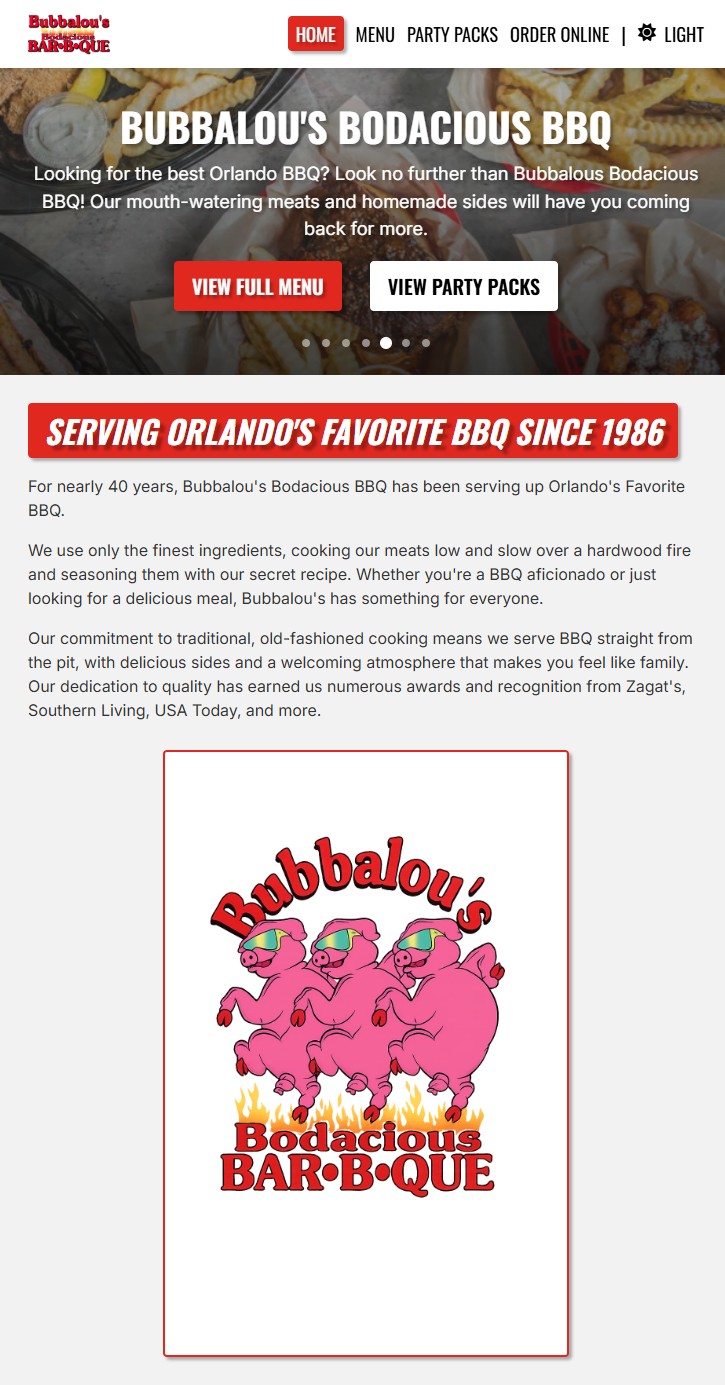 Bubbalou's
Bodacious
BAR•B•QUE
HOME MENU PARTY PACKS ORDER ONLINE | LIGHT
BUBBALOU'S BODACIOUS BBQ
Looking for the best Orlando BBQ? Look no further than Bubbalous Bodacious
BBQ! Our mouth-watering meats and homemade sides will have you coming
back for more.
VIEW FULL MENU VIEW PARTY PACKS
SERVING ORLANDO'S FAVORITE BBQ SINCE 1986
For nearly 40 years, Bubbalou's Bodacious BBQ has been serving up Orlando's Favorite
BBQ.
We use only the finest ingredients, cooking our meats low and slow over a hardwood fire
and seasoning them with our secret recipe. Whether you're a BBQ aficionado or just
looking for a delicious meal, Bubbalou's has something for everyone.
Our commitment to traditional, old-fashioned cooking means we serve BBQ straight from
the pit, with delicious sides and a welcoming atmosphere that makes you feel like family.
Our dedication to quality has earned us numerous awards and recognition from Zagat's,
Southern Living, USA Today, and more.
Bubbalou's
Bodacious
BAR•B•QUE